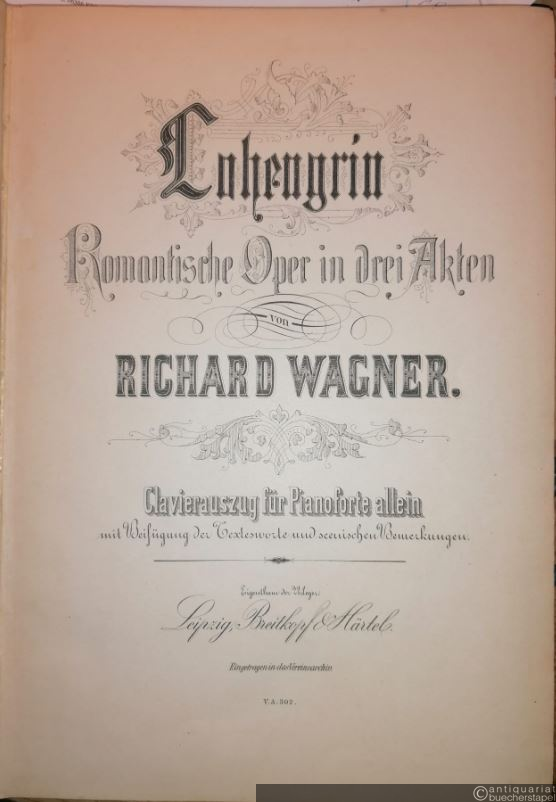 Lohengrin
Romantische Oper in drei Akten
von
RICHARD WAGNER.
Clavierauszug für Pianoforte allein
mit Beifügung der Textesworte und scenischen Bemerkungen.
Eigenthum der Verleger.
Leipzig, Breitkopf & Härtel.
Eingetragen in das Vereinsarchiv.
V.A. 302.
© antiquariat
buecherstapel